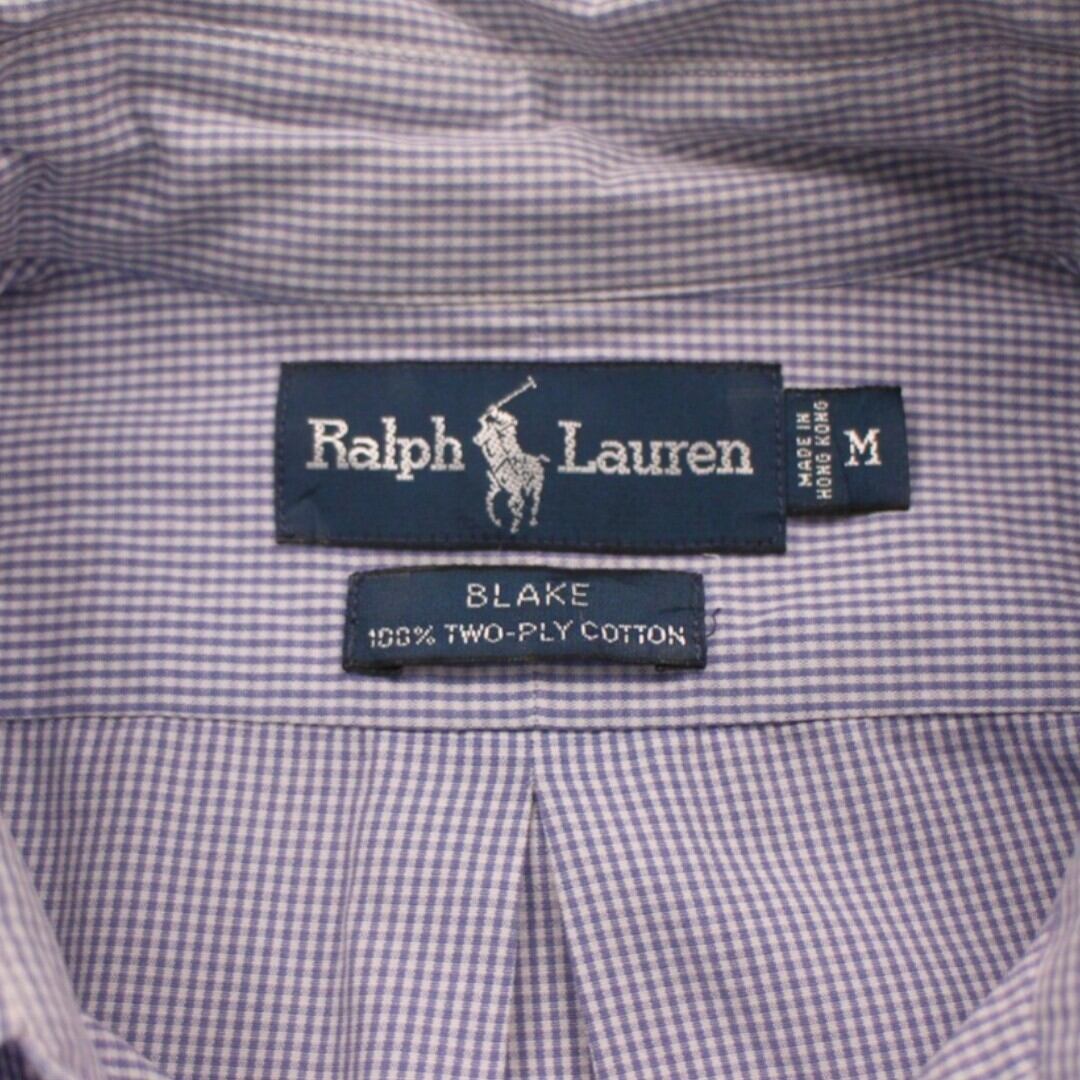 Ralph Lauren
MADE IN
HONG KONG
M
BLAKE
100% TWO-PLY COTTON